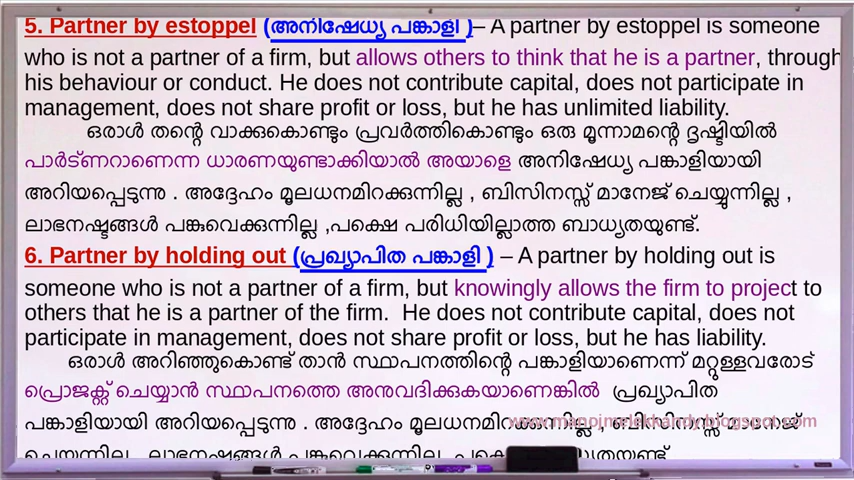 5. Partner by estoppel (അനിഷേധ്യ പങ്കാളി )– A partner by estoppel is someone
who is not a partner of a firm, but allows others to think that he is a partner, through
his behaviour or conduct. He does not contribute capital, does not participate in
management, does not share profit or loss, but he has unlimited liability.
ഒരാൾ തന്റെ വാക്കുകൊണ്ടും പ്രവർത്തികൊണ്ടും ഒരു മൂന്നാമന്റെ ദൃഷ്ടിയിൽ
പാർട്ണറാണെന്ന ധാരണയുണ്ടാക്കിയാൽ അയാളെ അനിഷേധ്യ പങ്കാളിയായി
അറിയപ്പെടുന്നു . അദ്ദേഹം മൂലധനമിറക്കുന്നില്ല , ബിസിനസ്സ് മാനേജ് ചെയ്യുന്നില്ല ,
ലാഭനഷ്ടങ്ങൾ പങ്കുവെക്കുന്നില്ല ,പക്ഷെ പരിധിയില്ലാത്ത ബാധ്യതയുണ്ട്.
6. Partner by holding out (പ്രഖ്യാപിത പങ്കാളി ) – A partner by holding out is
someone who is not a partner of a firm, but knowingly allows the firm to project to
others that he is a partner of the firm. He does not contribute capital, does not
participate in management, does not share profit or loss, but he has liability.
ഒരാൾ അറിഞ്ഞുകൊണ്ട് താൻ സ്ഥാപനത്തിന്റെ പങ്കാളിയാണെന്ന് മറ്റുള്ളവരോട്
പ്രൊജക്റ്റ് ചെയ്യാൻ സ്ഥാപനത്തെ അനുവദിക്കുകയാണെങ്കിൽ പ്രഖ്യാപിത
പങ്കാളിയായി അറിയപ്പെടുന്നു . അദ്ദേഹം മൂലധനമിറക്കുന്നില്ല , ബിസിനസ്സ് മാനേജ്
ചെയ്യുന്നില്ല , ലാഭനഷ്ടങ്ങൾ പങ്കുവെക്കുന്നില്ല